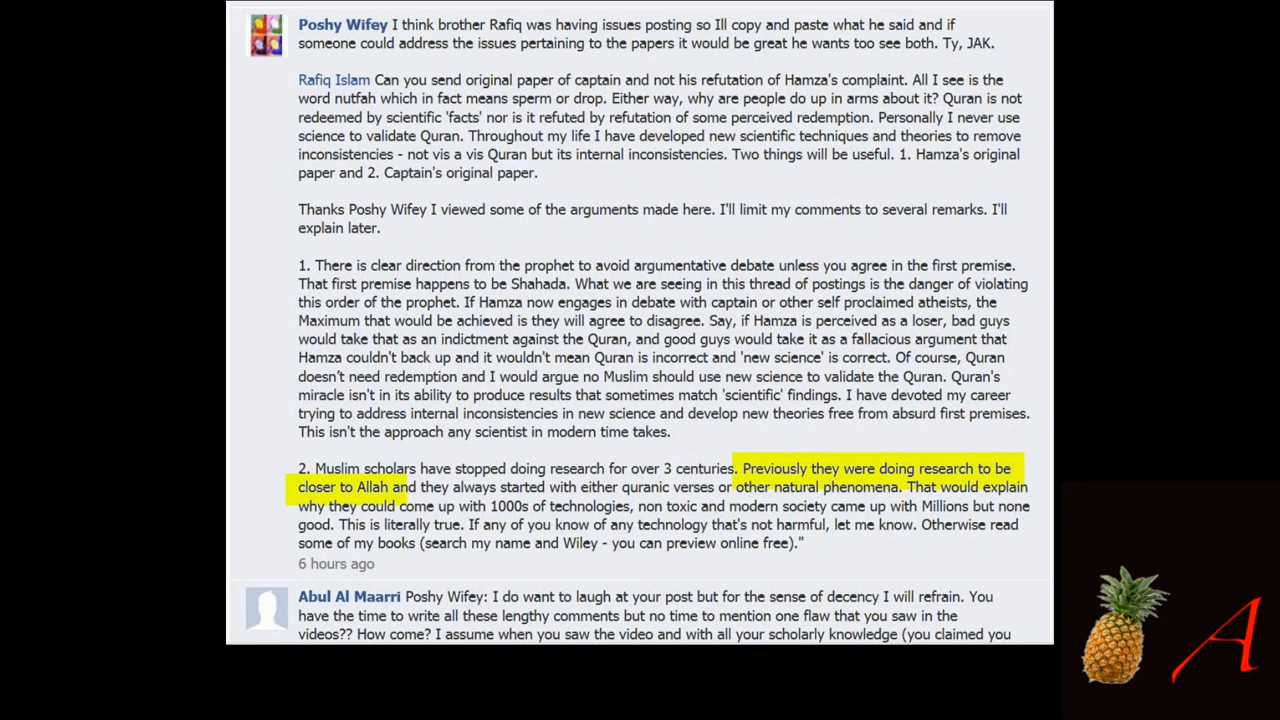 Poshy Wifey I think brother Rafiq was having issues posting so Ill copy and paste what he said and if
someone could address the issues pertaining to the papers it would be great he wants too see both. Ty, JAK.
Rafiq Islam Can you send original paper of captain and not his refutation of Hamza's complaint. All I see is the
word nutfah which in fact means sperm or drop. Either way, why are people do up in arms about it? Quran is not
redeemed by scientific 'facts' nor is it refuted by refutation of some perceived redemption. Personally I never use
science to validate Quran. Throughout my life I have developed new scientific techniques and theories to remove
inconsistencies - not vis a vis Quran but its internal inconsistencies. Two things will be useful. 1. Hamza's original
paper and 2. Captain's original paper.
Thanks Poshy Wifey I viewed some of the arguments made here. I'll limit my comments to several remarks. I'll
explain later.
1. There is clear direction from the prophet to avoid argumentative debate unless you agree in the first premise.
That first premise happens to be Shahada. What we are seeing in this thread of postings is the danger of violating
this order of the prophet. If Hamza now engages in debate with captain or other self proclaimed atheists, the
Maximum that would be achieved is they will agree to disagree. Say, if Hamza is perceived as a loser, bad guys
would take that as an indictment against the Quran, and good guys would take it as a fallacious argument that
Hamza couldn't back up and it wouldn't mean Quran is incorrect and 'new science' is correct. Of course, Quran
doesn't need redemption and I would argue no Muslim should use new science to validate the Quran. Quran's
miracle isn't in its ability to produce results that sometimes match 'scientific' findings. I have devoted my career
trying to address internal inconsistencies in new science and develop new theories free from absurd first premises.
This isn't the approach any scientist in modern time takes.
2. Muslim scholars have stopped doing research for over 3 centuries. Previously they were doing research to be
closer to Allah and they always started with either quranic verses or other natural phenomena. That would explain
why they could come up with 1000s of technologies, non toxic and modern society came up with Millions but none
good. This is literally true. If any of you know of any technology that's not harmful, let me know. Otherwise read
some of my books (search my name and Wiley - you can preview online free)."
6 hours ago
Abul Al Maarri Poshy Wifey: I do want to laugh at your post but for the sense of decency I will refrain. You
have the time to write all these lengthy comments but no time to mention one flaw that you saw in the
videos?? How come? I assume when you saw the video and with all your scholarly knowledge (you claimed you
A